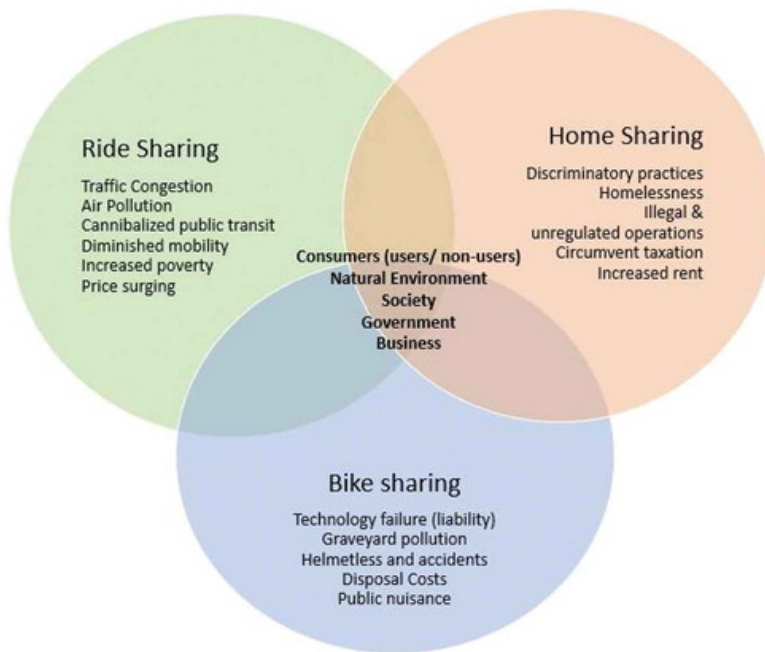 Ride Sharing
Traffic Congestion
Air Pollution
Cannibalized public transit
Diminished mobility
Increased poverty
Price surging
Home Sharing
Discriminatory practices
Homelessness
Illegal &
unregulated operations
Circumvent taxation
Increased rent
Consumers (users/ non-users)
Natural Environment
Society
Government
Business
Bike sharing
Technology failure (liability)
Graveyard pollution
Helmetless and accidents
Disposal Costs
Public nuisance